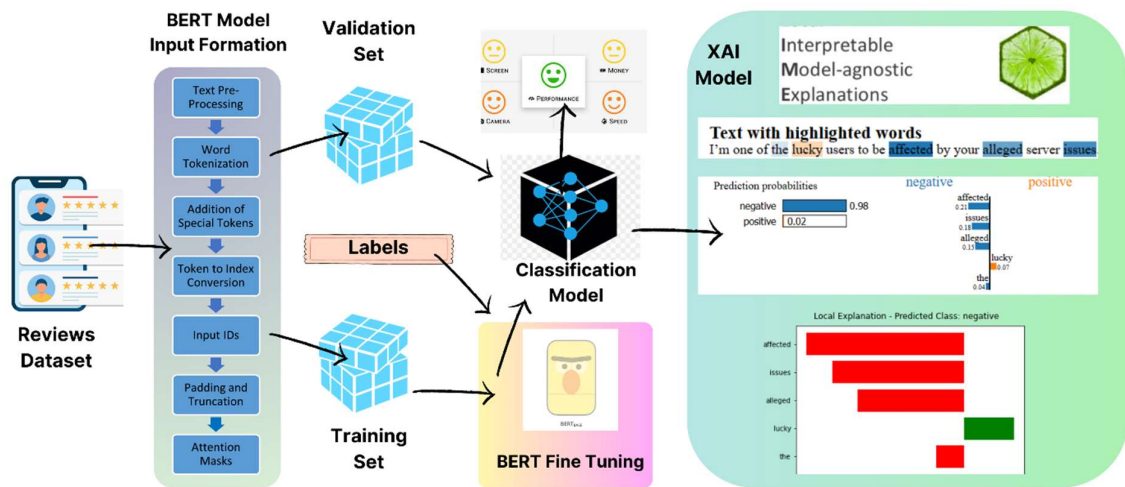 BERT Model
Input Formation
Text Pre-
Processing
Word
Tokenization
Addition of
Special Tokens
Token to Index
Conversion
Input IDs
Padding and
Truncation
Attention
Masks
Reviews
Dataset
Validation
Set
Labels
Training
Set
SCREEN
MONEY
PERFORMANCE
CAMERA
SPEED
Classification
Model
BERT Fine Tuning
XAI
Model
Interpretable
Model-agnostic
Explanations
Text with highlighted words
I'm one of the lucky users to be affected by your alleged server issues.
Prediction probabilities
negative 0.98
positive 0.02
negative positive
affected
0.21
issues
0.18
alleged
0.15
lucky
0.07
the
0.04
Local Explanation - Predicted Class: negative
affected
issues
alleged
lucky
the